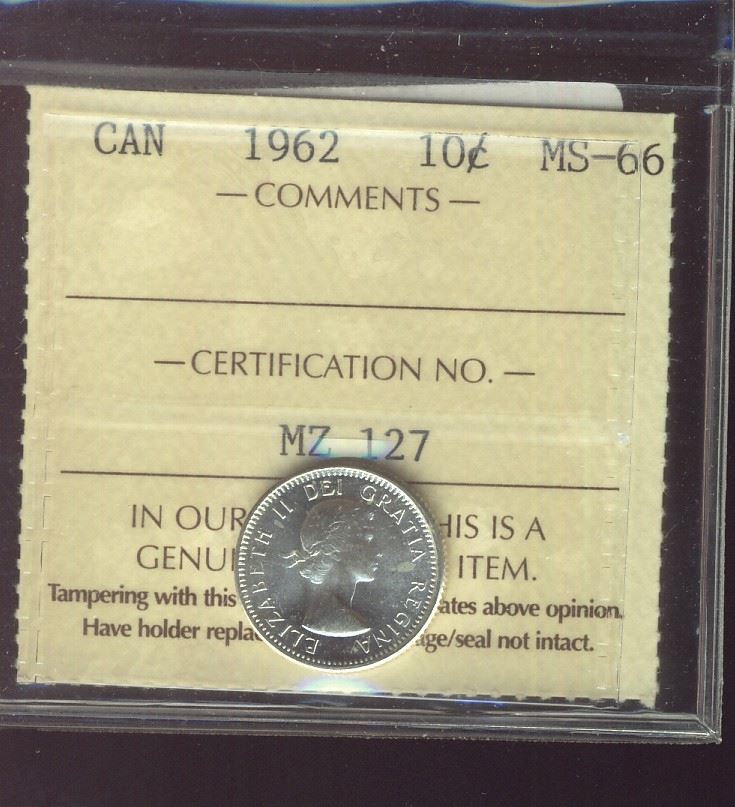 CAN 1962 10¢ MS-66
— COMMENTS —
— CERTIFICATION NO. —
MZ 127
IN OUR HIS IS A
GENUI ITEM.
Tampering with this ates above opinion.
Have holder repla age/seal not intact.
ELIZABETH II DEI GRATIA REGINA